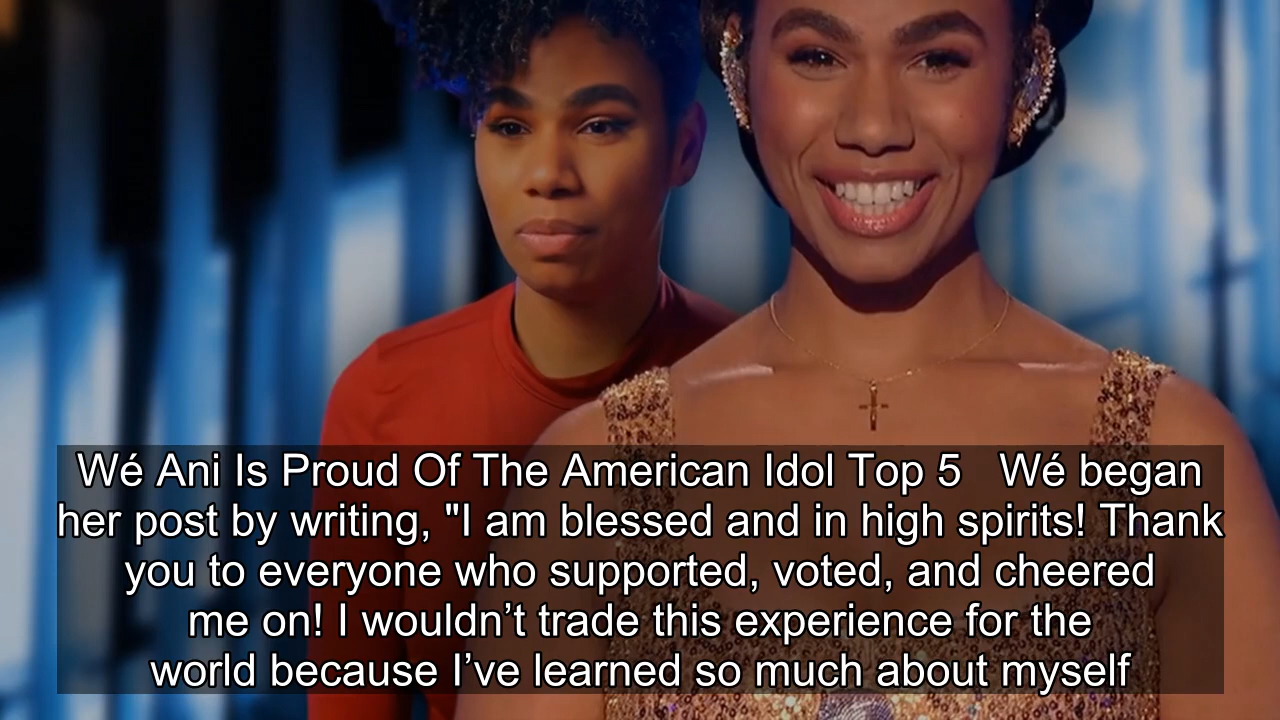 Wé Ani Is Proud Of The American Idol Top 5   Wé began
her post by writing, "I am blessed and in high spirits! Thank
you to everyone who supported, voted, and cheered
me on! I wouldn’t trade this experience for the
world because I’ve learned so much about myself